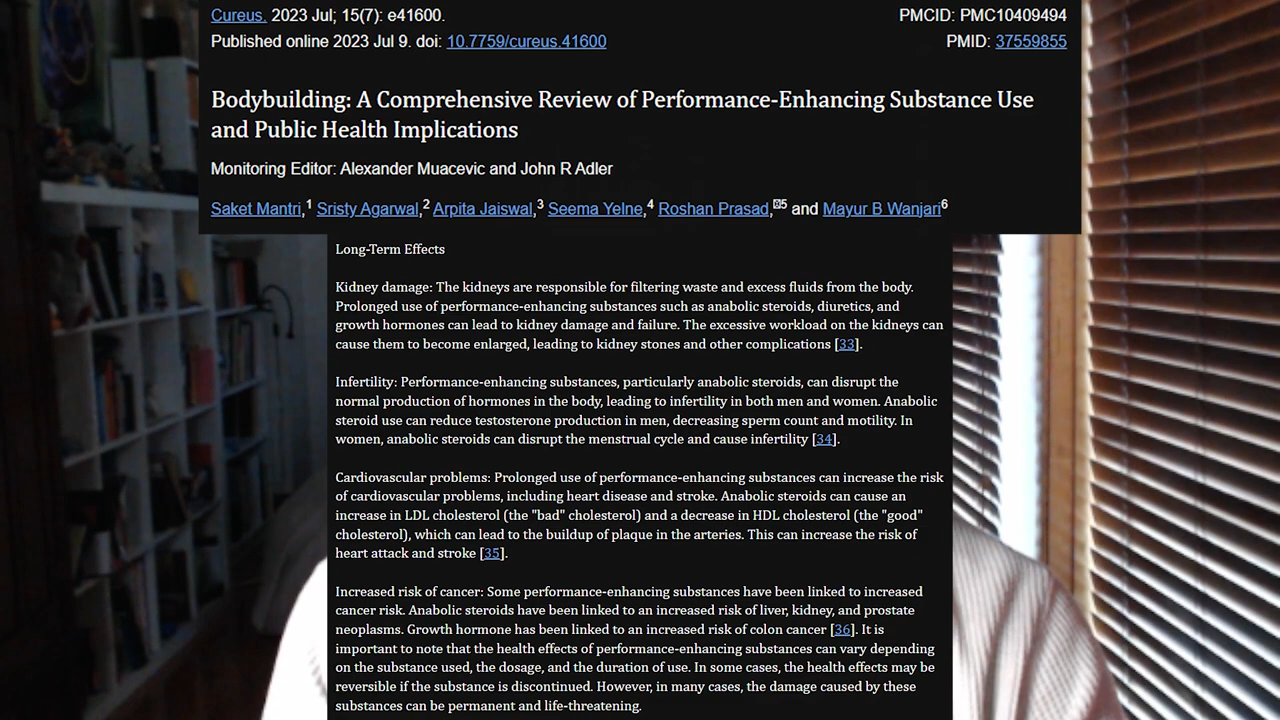 Cureus. 2023 Jul; 15(7): e41600.
PMCID: PMC10409494
Published online 2023 Jul 9. doi: 10.7759/cureus.41600
PMID: 37559855
Bodybuilding: A Comprehensive Review of Performance-Enhancing Substance Use
and Public Health Implications
Monitoring Editor: Alexander Muacevic and John R Adler
Saket Mantri,1 Sristy Agarwal,2 Arpita Jaiswal,3 Seema Yelne,4 Roshan Prasad,✉5 and Mayur B Wanjari6
Long-Term Effects
Kidney damage: The kidneys are responsible for filtering waste and excess fluids from the body.
Prolonged use of performance-enhancing substances such as anabolic steroids, diuretics, and
growth hormones can lead to kidney damage and failure. The excessive workload on the kidneys can
cause them to become enlarged, leading to kidney stones and other complications [33].
Infertility: Performance-enhancing substances, particularly anabolic steroids, can disrupt the
normal production of hormones in the body, leading to infertility in both men and women. Anabolic
steroid use can reduce testosterone production in men, decreasing sperm count and motility. In
women, anabolic steroids can disrupt the menstrual cycle and cause infertility [34].
Cardiovascular problems: Prolonged use of performance-enhancing substances can increase the risk
of cardiovascular problems, including heart disease and stroke. Anabolic steroids can cause an
increase in LDL cholesterol (the "bad" cholesterol) and a decrease in HDL cholesterol (the "good"
cholesterol), which can lead to the buildup of plaque in the arteries. This can increase the risk of
heart attack and stroke [35].
Increased risk of cancer: Some performance-enhancing substances have been linked to increased
cancer risk. Anabolic steroids have been linked to an increased risk of liver, kidney, and prostate
neoplasms. Growth hormone has been linked to an increased risk of colon cancer [36]. It is
important to note that the health effects of performance-enhancing substances can vary depending
on the substance used, the dosage, and the duration of use. In some cases, the health effects may be
reversible if the substance is discontinued. However, in many cases, the damage caused by these
substances can be permanent and life-threatening.